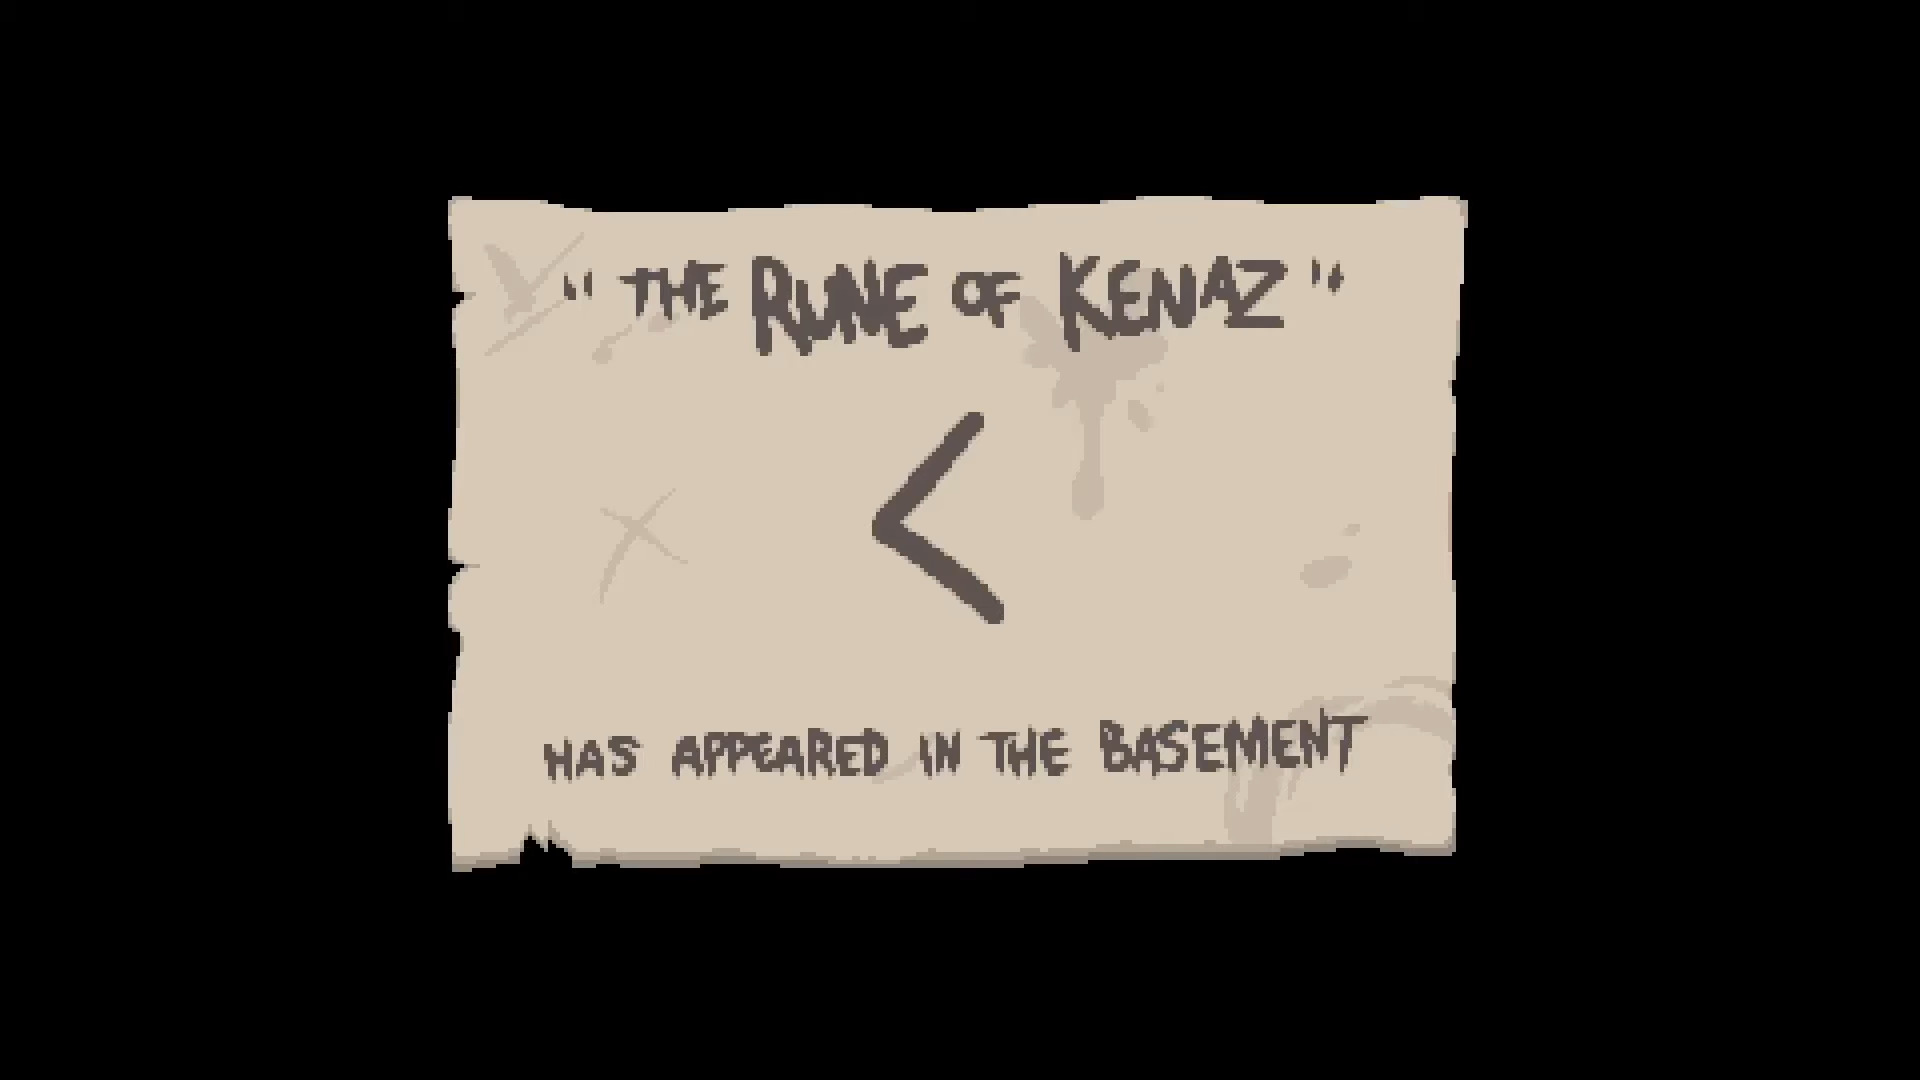 "THE RUNE OF KENAZ"
HAS APPEARED IN THE BASEMENT